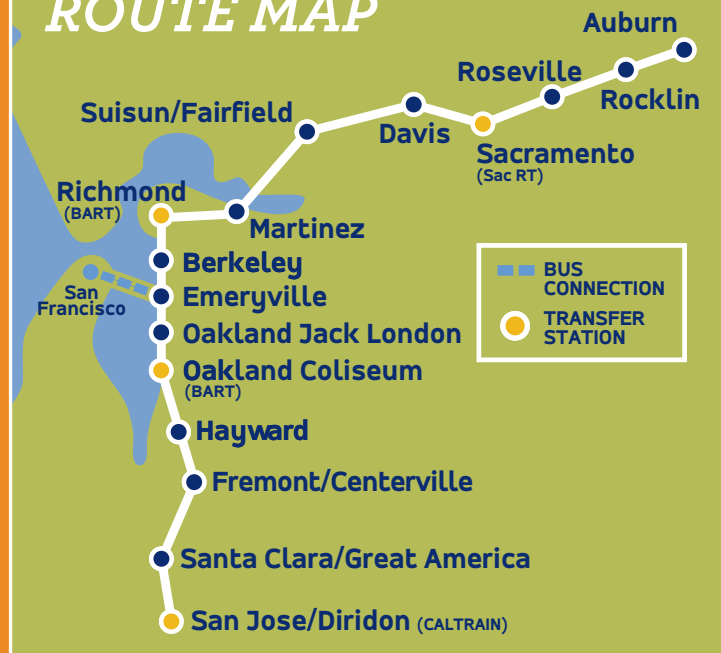 ROUTE MAP
Auburn
Roseville
Rocklin
Suisun/Fairfield
Davis
Sacramento
(Sac RT)
Richmond
(BART)
Martinez
Berkeley
San
Francisco
Emeryville
Oakland Jack London
Oakland Coliseum
(BART)
Hayward
Fremont/Centerville
Santa Clara/Great America
San Jose/Diridon (CALTRAIN)
BUS
CONNECTION
TRANSFER
STATION